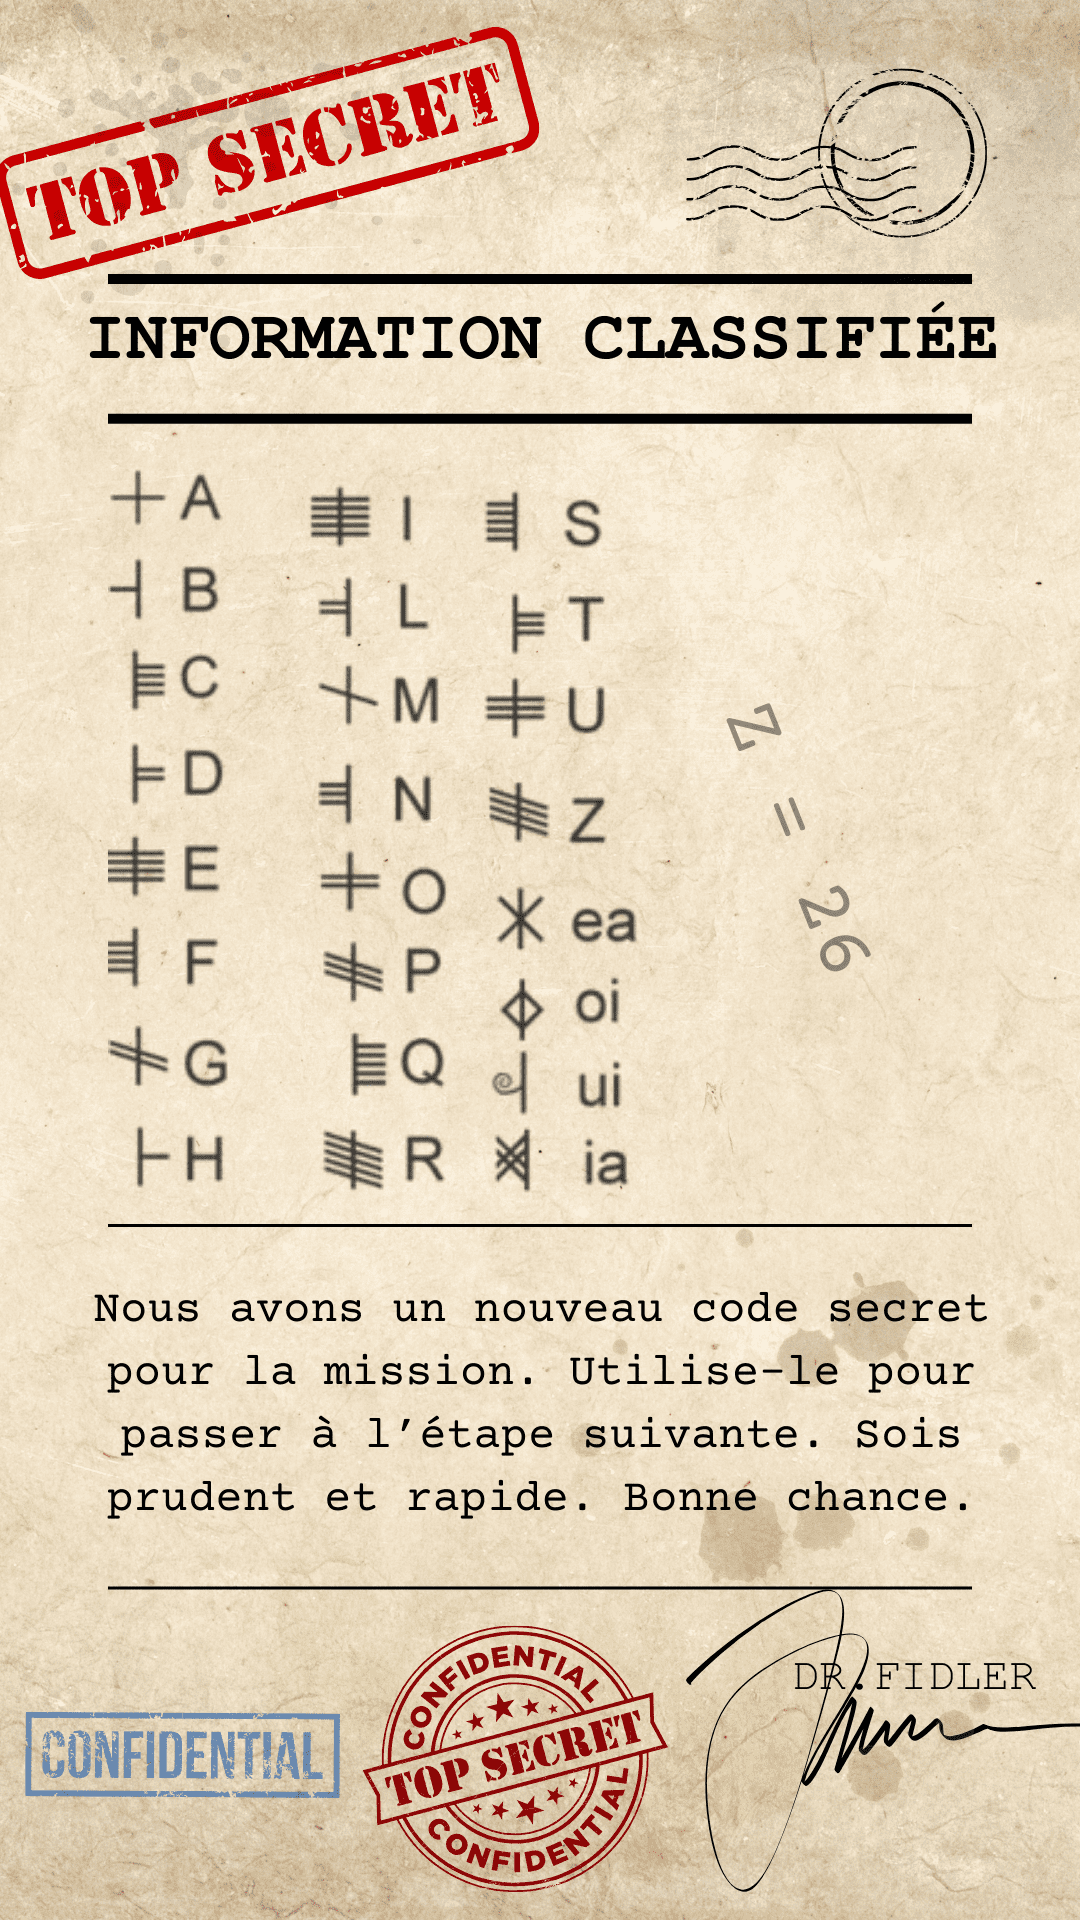 TOP SECRET
INFORMATION CLASSIFIÉE
A I S
B L T
C M U
D N Z
E O ea
F P oi
G Q ui
H R ia
Z = 26
Nous avons un nouveau code secret
pour la mission. Utilise-le pour
passer à l’étape suivante. Sois
prudent et rapide. Bonne chance.
DR.FIDLER
CONFIDENTIAL
CONFIDENTIAL
TOP SECRET
CONFIDENTIAL